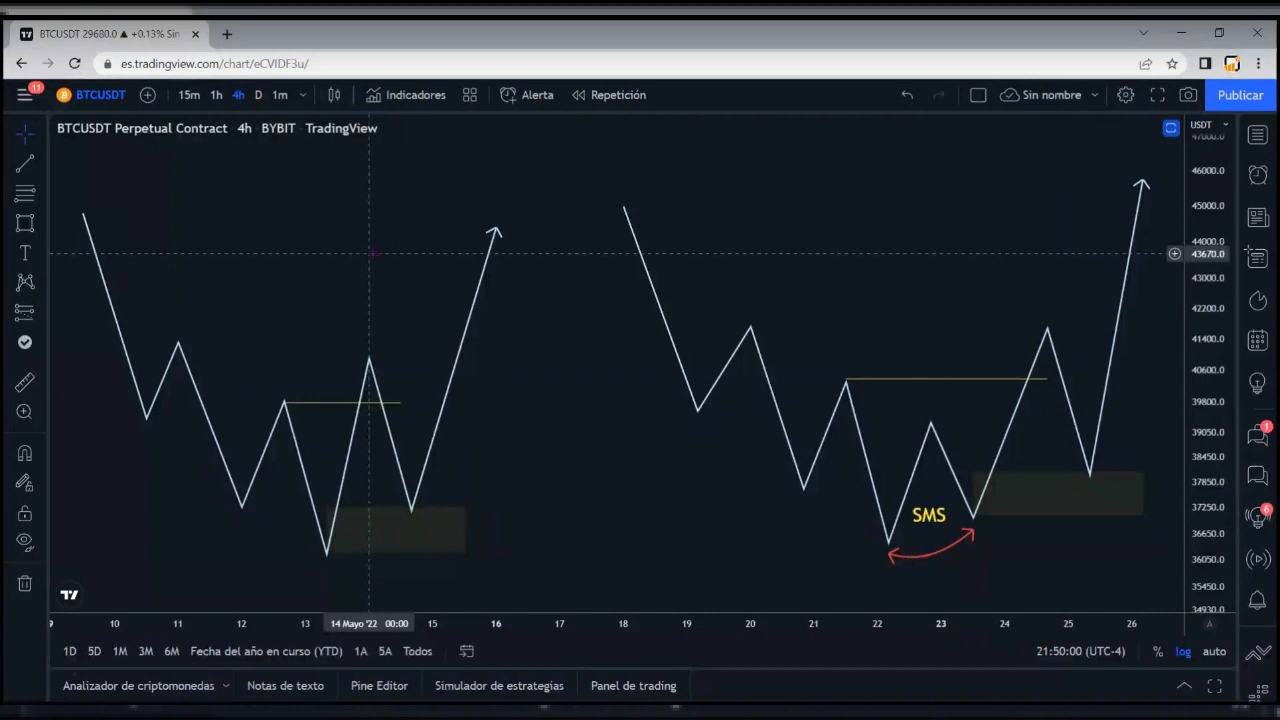 BTCUSDT 29680.0 ▲ +0.13% Sin
es.tradingview.com/chart/eCVIDF3u/
11
BTCUSDT 15m 1h 4h D 1m Indicadores Alerta Repetición Sin nombre Publicar
BTCUSDT Perpetual Contract 4h BYBIT TradingView
USDT
47000.0
46000.0
45000.0
44000.0
43670.0
43000.0
42200.0
41400.0
40600.0
39800.0
39050.0
38450.0
37850.0
37250.0
36650.0
36050.0
35450.0
34930.0
SMS
1
6
9 10 11 12 13 14 Mayo '22 00:00 15 16 17 18 19 20 21 22 23 24 25 26 A
1D 5D 1M 3M 6M Fecha del año en curso (YTD) 1A 5A Todos 21:50:00 (UTC-4) % log auto
Analizador de criptomonedas Notas de texto Pine Editor Simulador de estrategias Panel de trading